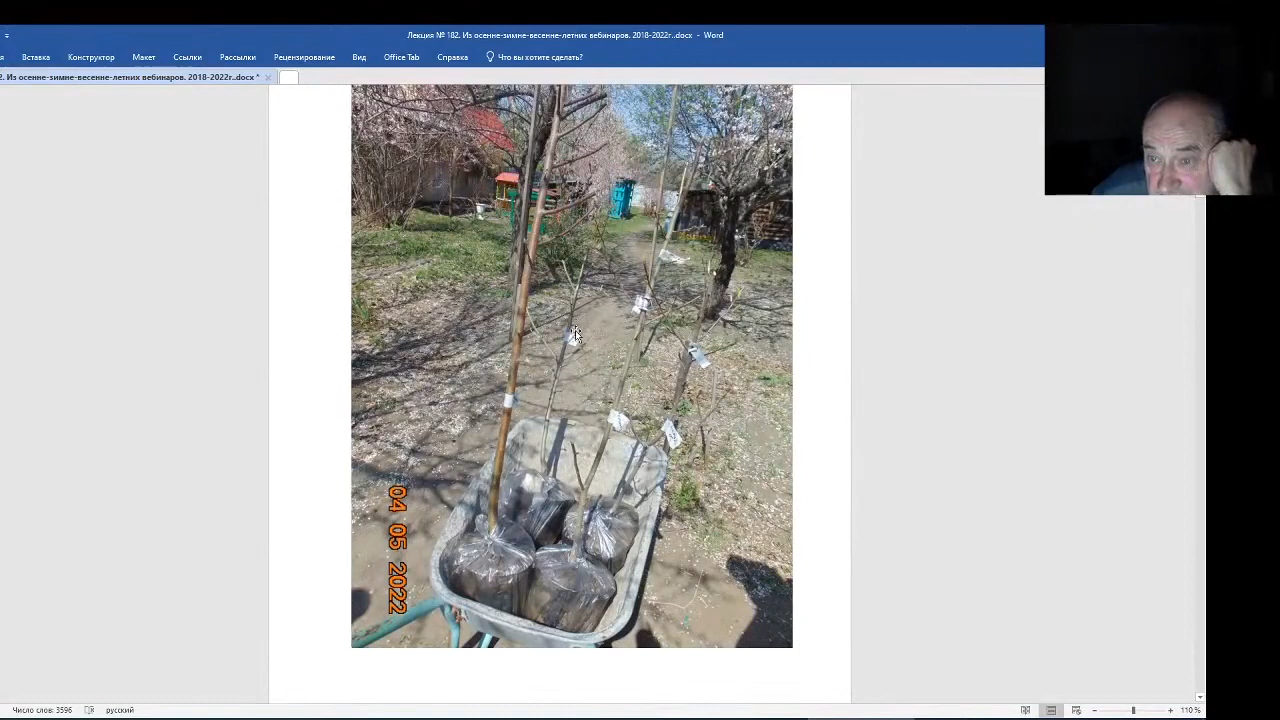 Лекция № 182. Из осенне-зимне-весенне-летних вебинаров. 2018-2022г..docx - Word
Вставка Конструктор Макет Ссылки Рассылки Рецензирование Вид Office Tab Справка Что вы хотите сделать?
2. Из осенне-зимне-весенне-летних вебинаров. 2018-2022г..docx *
04 05 2022
Число слов: 3596 русский 110 %